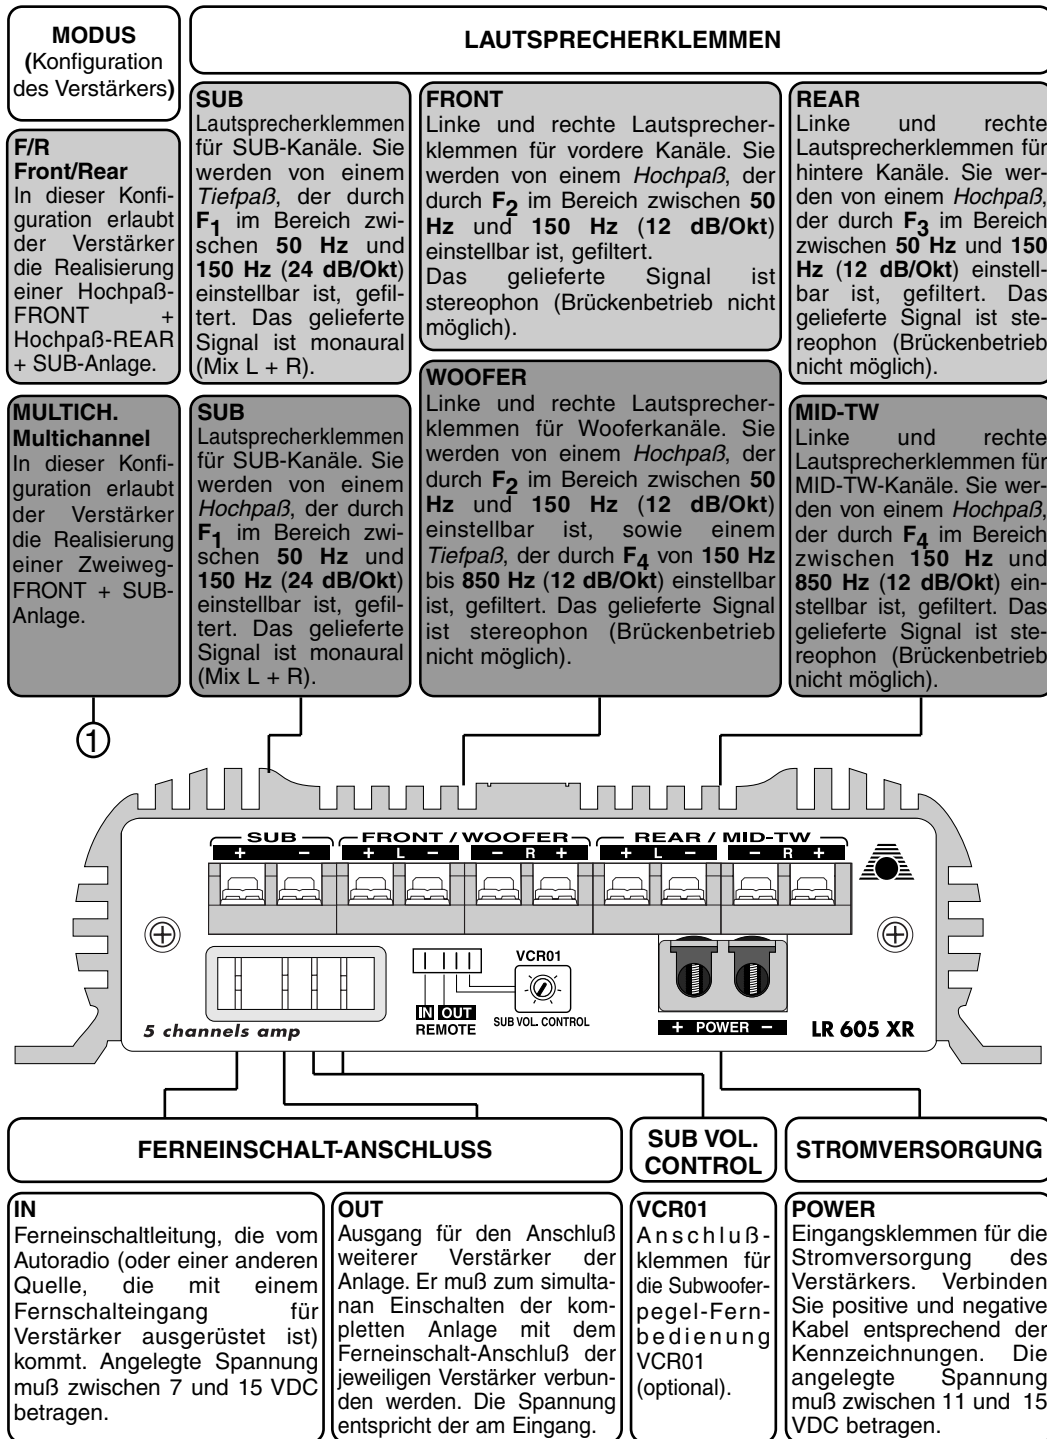 MODUS
(Konfiguration
des Verstärkers)
LAUTSPRECHERKLEMMEN
F/R
Front/Rear
In dieser Konfi-
guration erlaubt
der Verstärker
die Realisierung
einer Hochpaß-
FRONT +
Hochpaß-REAR
+ SUB-Anlage.
SUB
Lautsprecherklemmen
für SUB-Kanäle. Sie
werden von einem
Tiefpaß, der durch
F1 im Bereich zwi-
schen 50 Hz und
150 Hz (24 dB/Okt)
einstellbar ist, gefil-
tert. Das gelieferte
Signal ist monaural
(Mix L + R).
FRONT
Linke und rechte Lautsprecher-
klemmen für vordere Kanäle. Sie
werden von einem Hochpaß, der
durch F2 im Bereich zwischen 50
Hz und 150 Hz (12 dB/Okt)
einstellbar ist, gefiltert.
Das gelieferte Signal ist
stereophon (Brückenbetrieb nicht
möglich).
REAR
Linke und rechte
Lautsprecherklemmen für
hintere Kanäle. Sie wer-
den von einem Hochpaß,
der durch F3 im Bereich
zwischen 50 Hz und 150
Hz (12 dB/Okt) einstell-
bar ist, gefiltert. Das
gelieferte Signal ist ste-
reophon (Brückenbetrieb
nicht möglich).
MULTICH.
Multichannel
In dieser Konfi-
guration erlaubt
der Verstärker
die Realisierung
einer Zweiweg-
FRONT + SUB-
Anlage.
SUB
Lautsprecherklemmen
für SUB-Kanäle. Sie
werden von einem
Hochpaß, der durch
F1 im Bereich zwi-
schen 50 Hz und
150 Hz (24 dB/Okt)
einstellbar ist, gefil-
tert. Das gelieferte
Signal ist monaural
(Mix L + R).
WOOFER
Linke und rechte Lautsprecher-
klemmen für Wooferkanäle. Sie
werden von einem Hochpaß, der
durch F2 im Bereich zwischen 50
Hz und 150 Hz (12 dB/Okt)
einstellbar ist, sowie einem
Tiefpaß, der durch F4 von 150 Hz
bis 850 Hz (12 dB/Okt) einstellbar
ist, gefiltert. Das gelieferte Signal
ist stereophon (Brückenbetrieb
nicht möglich).
MID-TW
Linke und rechte
Lautsprecherklemmen für
MID-TW-Kanäle. Sie wer-
den von einem Hochpaß,
der durch F4 im Bereich
zwischen 150 Hz und
850 Hz (12 dB/Okt) ein-
stellbar ist, gefiltert. Das
gelieferte Signal ist ste-
reophon (Brückenbetrieb
nicht möglich).
1
SUB FRONT / WOOFER REAR / MID-TW
+ − + L − − R + + L − − R +
VCR01
IN OUT
REMOTE
SUB VOL. CONTROL
5 channels amp
+ POWER −
LR 605 XR
FERNEINSCHALT-ANSCHLUSS
SUB VOL.
CONTROL
STROMVERSORGUNG
IN
Ferneinschaltleitung, die vom
Autoradio (oder einer anderen
Quelle, die mit einem
Fernschalteingang für
Verstärker ausgerüstet ist)
kommt. Angelegte Spannung
muß zwischen 7 und 15 VDC
betragen.
OUT
Ausgang für den Anschluß
weiterer Verstärker der
Anlage. Er muß zum simulta-
nan Einschalten der kom-
pletten Anlage mit dem
Ferneinschalt-Anschluß der
jeweiligen Verstärker verbun-
den werden. Die Spannung
entspricht der am Eingang.
VCR01
Anschluß-
klemmen für
die Subwoofer-
pegel-Fern-
bedienung
VCR01
(optional).
POWER
Eingangsklemmen für die
Stromversorgung des
Verstärkers. Verbinden
Sie positive und negative
Kabel entsprechend der
Kennzeichnungen. Die
angelegte Spannung
muß zwischen 11 und 15
VDC betragen.